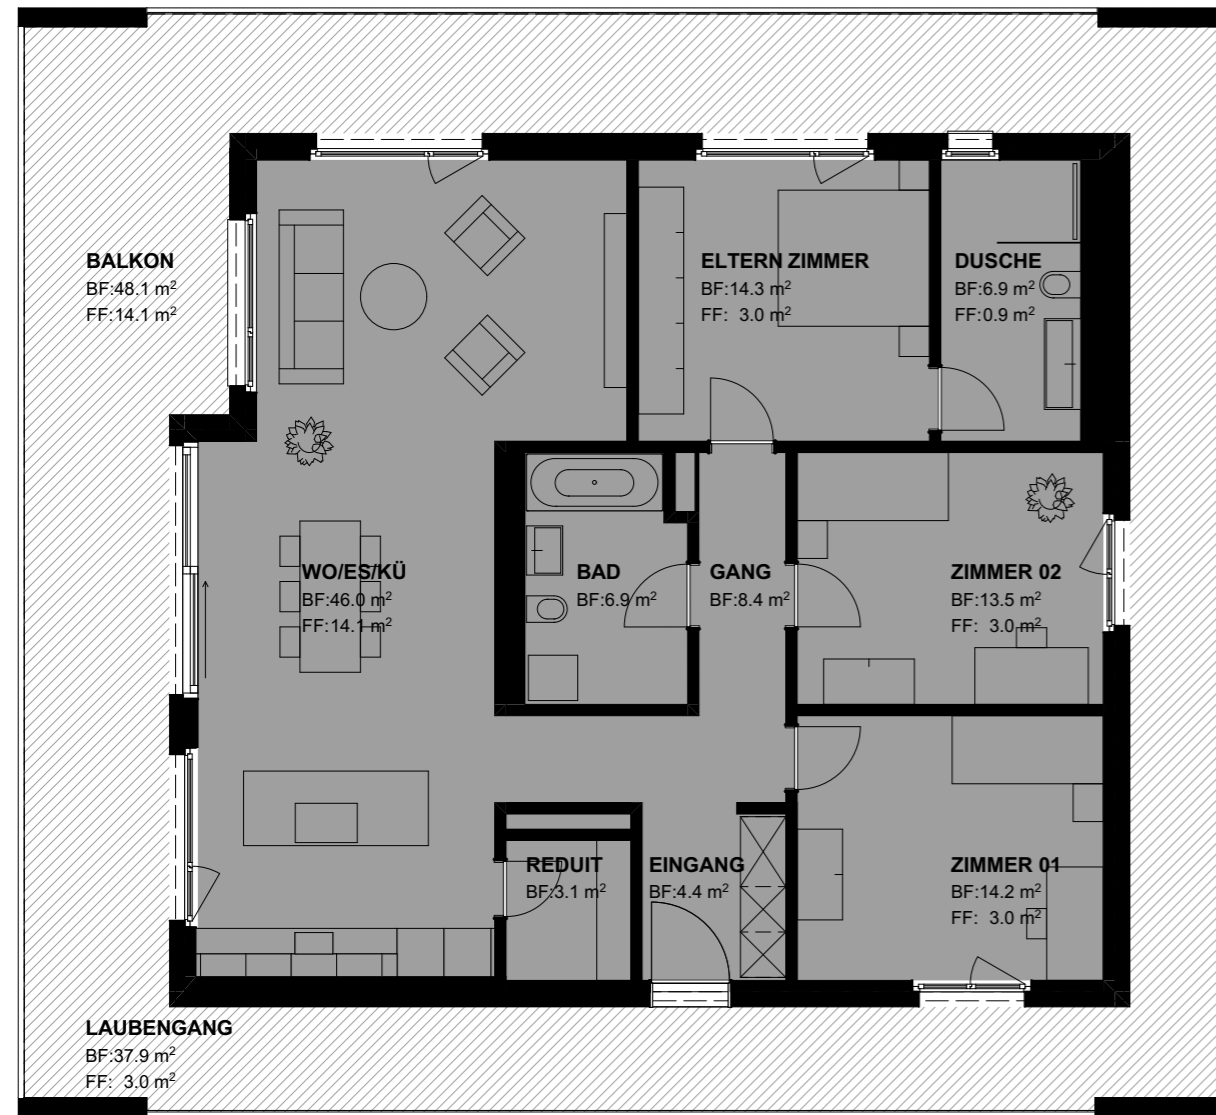 BALKON
BF:48.1 m²
FF:14.1 m²
ELTERN ZIMMER
BF:14.3 m²
FF: 3.0 m²
DUSCHE
BF:6.9 m²
FF:0.9 m²
WO/ES/KÜ
BF:46.0 m²
FF:14.1 m²
BAD
BF:6.9 m²
GANG
BF:8.4 m²
ZIMMER 02
BF:13.5 m²
FF: 3.0 m²
REDUIT
BF:3.1 m²
EINGANG
BF:4.4 m²
ZIMMER 01
BF:14.2 m²
FF: 3.0 m²
LAUBENGANG
BF:37.9 m²
FF: 3.0 m²